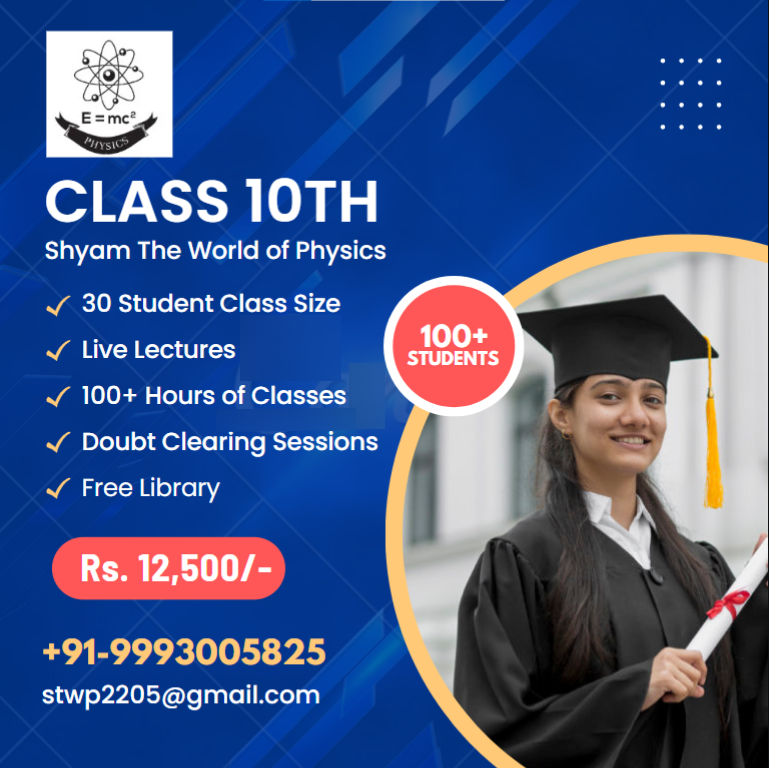 E = mc²
PHYSICS
CLASS 10TH
Shyam The World of Physics
30 Student Class Size
Live Lectures
100+ Hours of Classes
Doubt Clearing Sessions
Free Library
100+
STUDENTS
Rs. 12,500/-
+91-9993005825
stwp2205@gmail.com